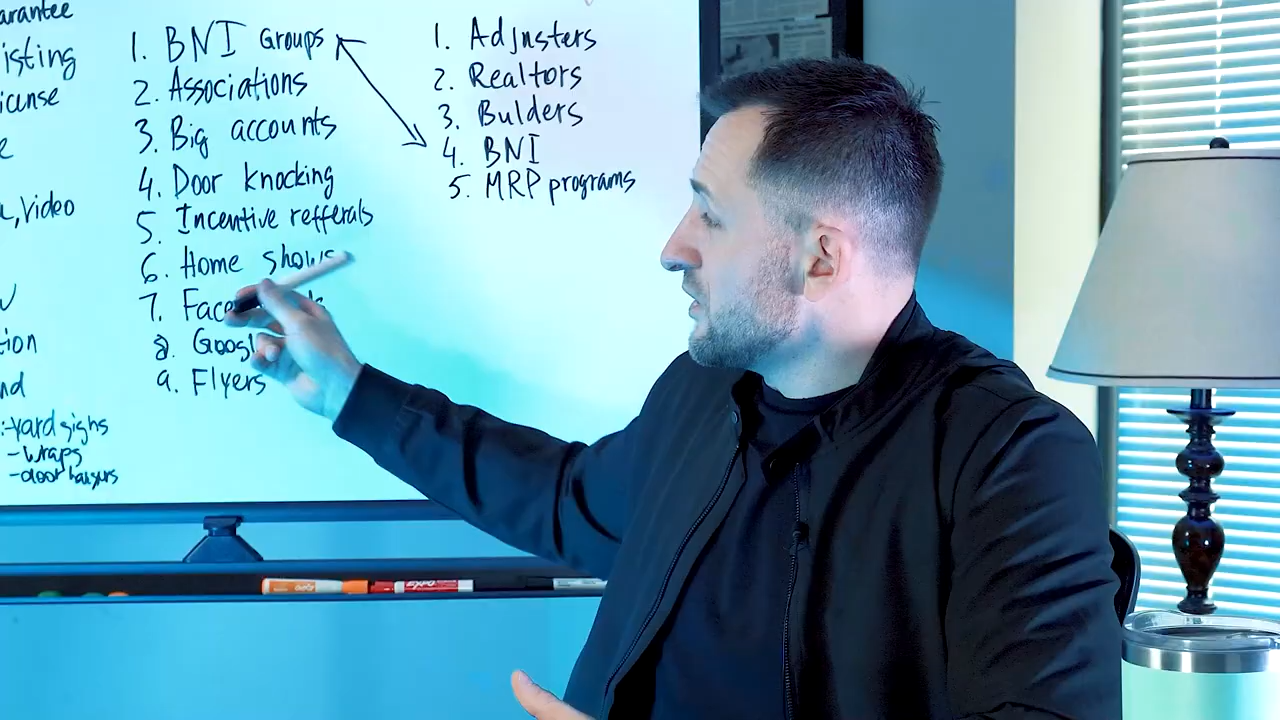 arantee
isting
icense
e
, Video
tion
nd
:-yard sighs
- wraps
- door hangers
1. BNI Groups
2. Associations
3. Big accounts
4. Door knocking
5. Incentive refferals
6. Home shows
7. Face
8. Googl
9. Flyers
1. Adjusters
2. Realtors
3. Bulders
4. BNI
5. MRP programs
EXPO